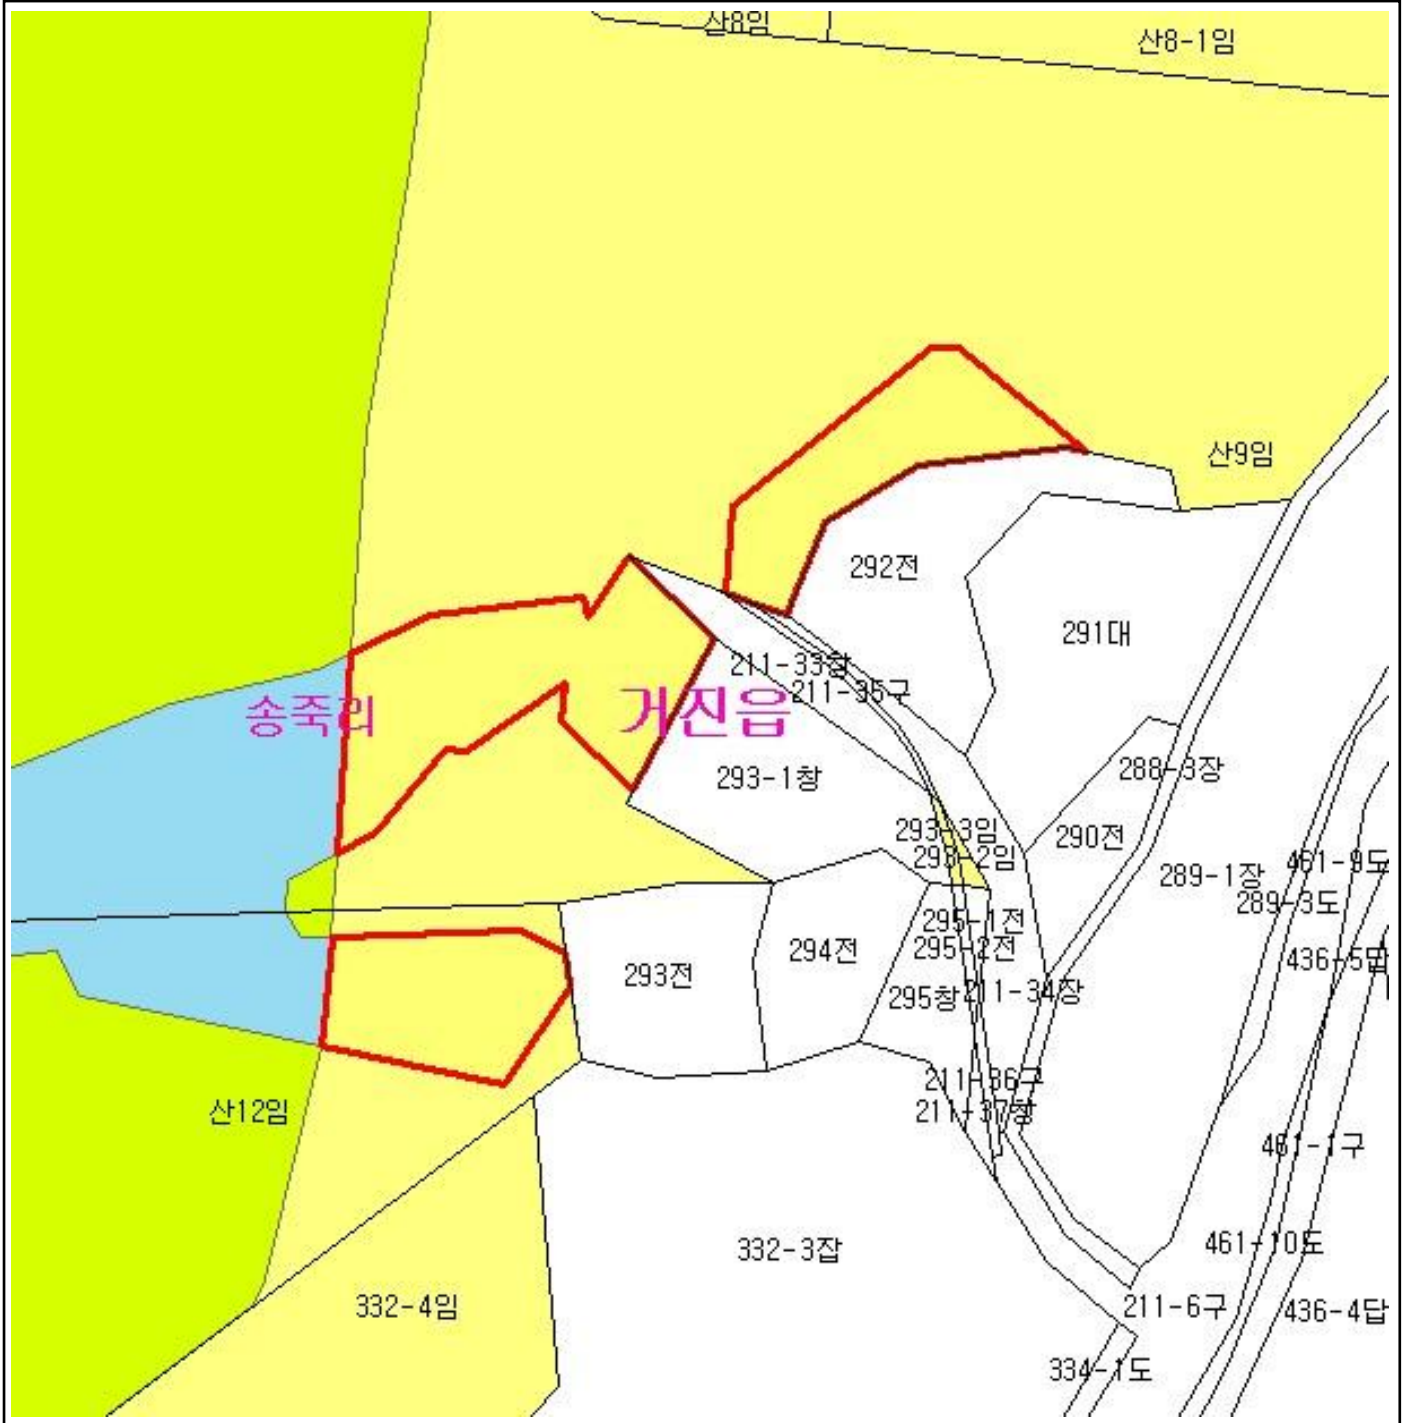 산8임
산8-1임
산9임
292전
291대
211-33창
211-35구
송죽리
거진읍
293-1창
288-3장
293-3임
290전
293-2임
461-9도
289-1장
289-3도
295-1전
295-2전
294전
293전
436-5답
295창
211-34장
211-36구
산12임
211-37창
461-1구
461-10도
332-3잡
332-4임
211-6구
436-4답
334-1도